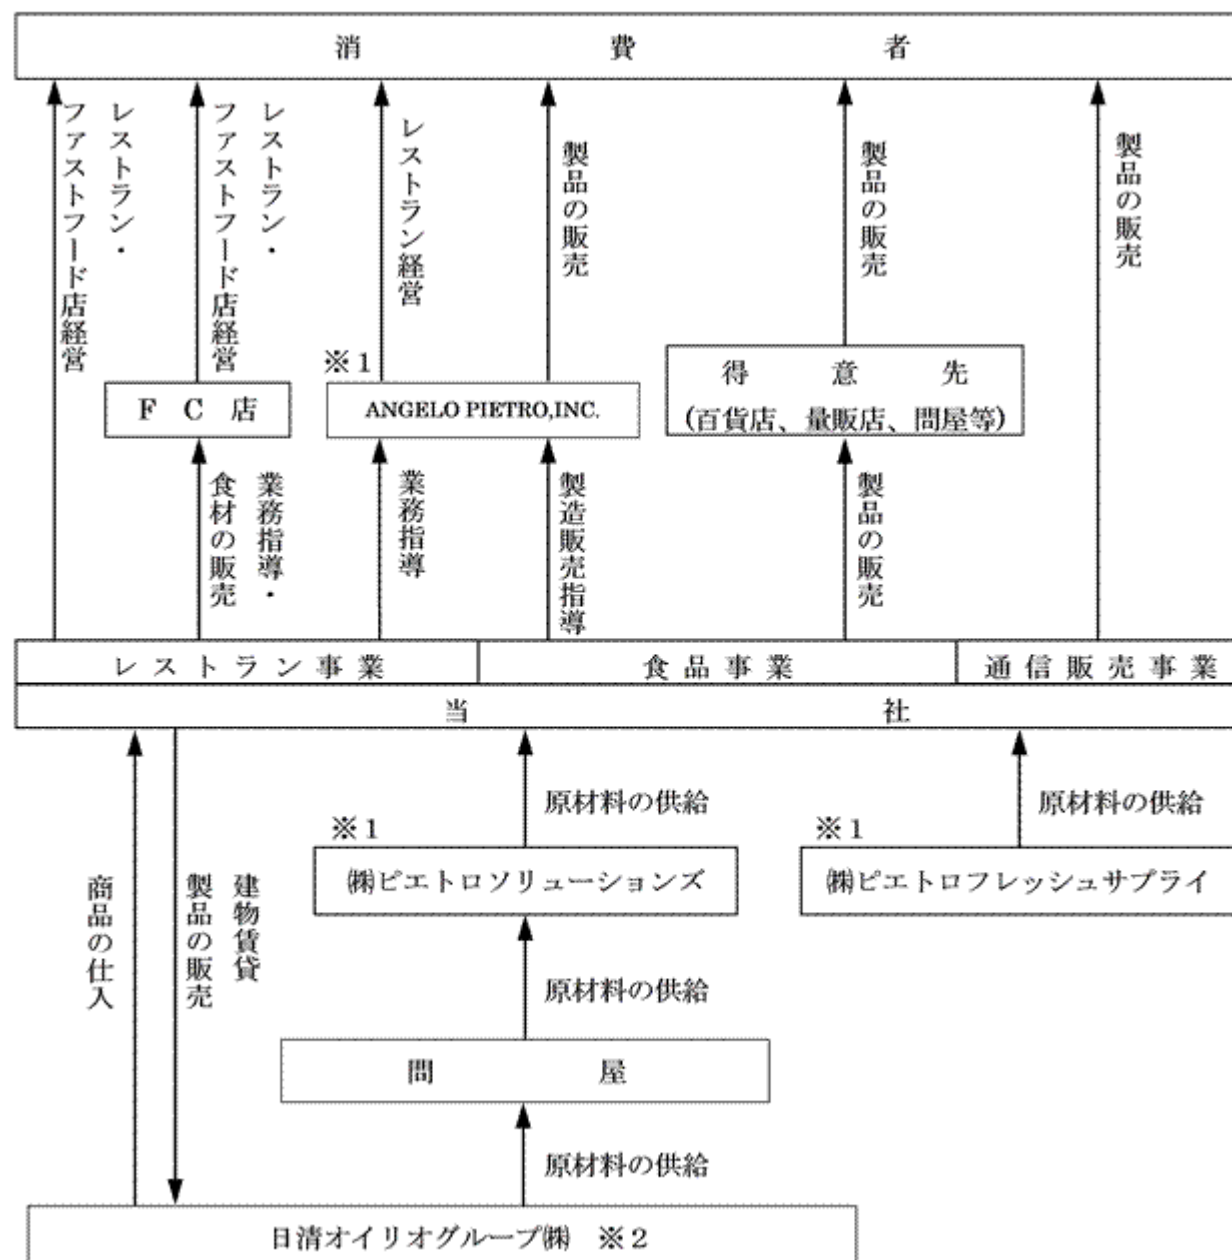 消費者
レストラン・
ファストフード店経営
レストラン・
ファストフード店経営
レストラン経営
製品の販売
製品の販売
製品の販売
※1
FC店
ANGELO PIETRO,INC.
得意先
(百貨店、量販店、問屋等)
業務指導・
食材の販売
業務指導
製造販売指導
製品の販売
レストラン事業
食品事業
通信販売事業
当社
原材料の供給
原材料の供給
※1
※1
㈱ピエトロソリューションズ
㈱ピエトロフレッシュサプライ
商品の仕入
建物賃貸
製品の販売
原材料の供給
問屋
原材料の供給
日清オイリオグループ㈱ ※2